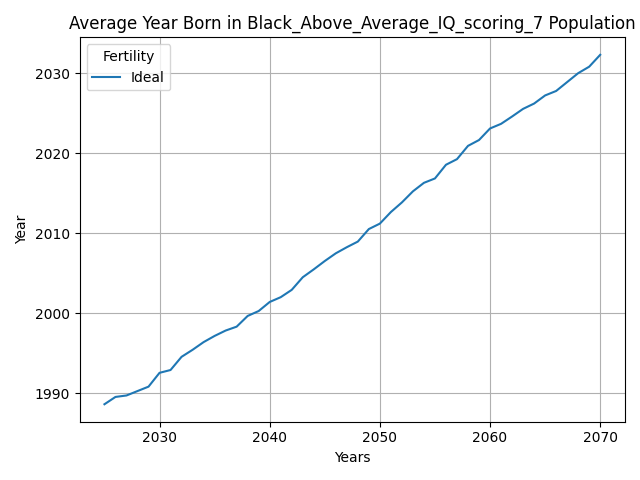 Average Year Born in Black_Above_Average_IQ_scoring_7 Population
Fertility
Ideal
2030
2020
2010
2000
1990
Year
2030 2040 2050 2060 2070
Years